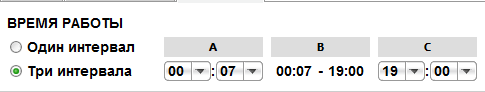 ВРЕМЯ РАБОТЫ
Один интервал A B C
Три интервала 00 : 07 00:07 - 19:00 19 : 00